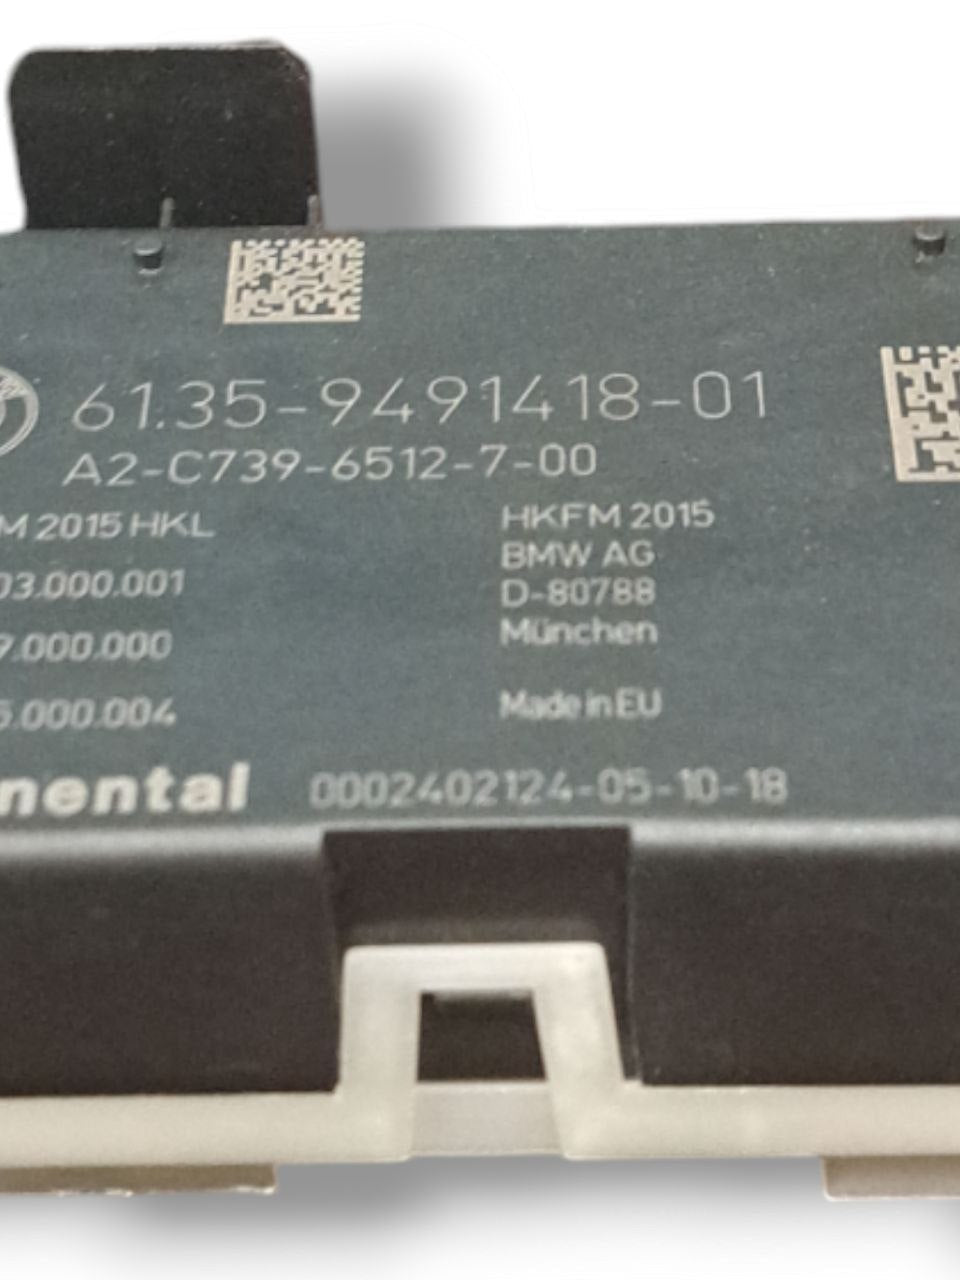 61.35-9491418-01
A2-C739-6512-7-00
M 2015 HKL
03.000.001
7.000.000
5.000.004
HKFM 2015
BMW AG
D-80788
München
Made in EU
nental 0002402124-05-10-18